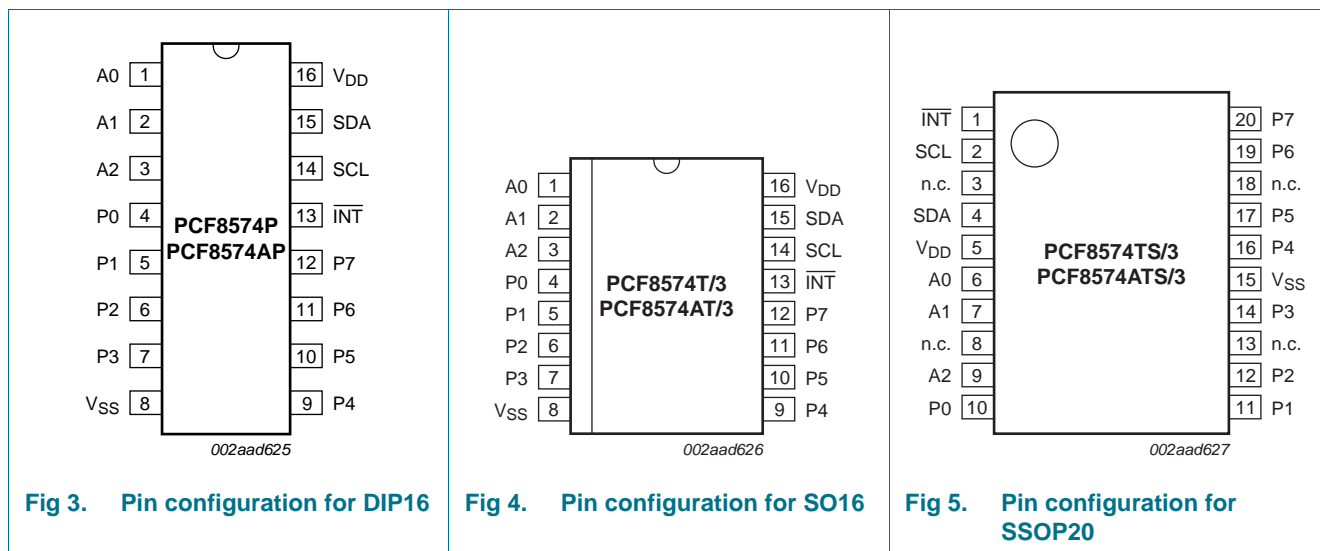 A0 1 16 VDD
A1 2 15 SDA
A2 3 14 SCL
P0 4 13 INT
PCF8574P
PCF8574AP
P1 5 12 P7
P2 6 11 P6
P3 7 10 P5
VSS 8 9 P4
002aad625
Fig 3. Pin configuration for DIP16
A0 1 16 VDD
A1 2 15 SDA
A2 3 14 SCL
P0 4 13 INT
PCF8574T/3
PCF8574AT/3
P1 5 12 P7
P2 6 11 P6
P3 7 10 P5
VSS 8 9 P4
002aad626
Fig 4. Pin configuration for SO16
INT 1 20 P7
SCL 2 19 P6
n.c. 3 18 n.c.
SDA 4 17 P5
VDD 5 16 P4
PCF8574TS/3
PCF8574ATS/3
A0 6 15 VSS
A1 7 14 P3
n.c. 8 13 n.c.
A2 9 12 P2
P0 10 11 P1
002aad627
Fig 5. Pin configuration for
SSOP20